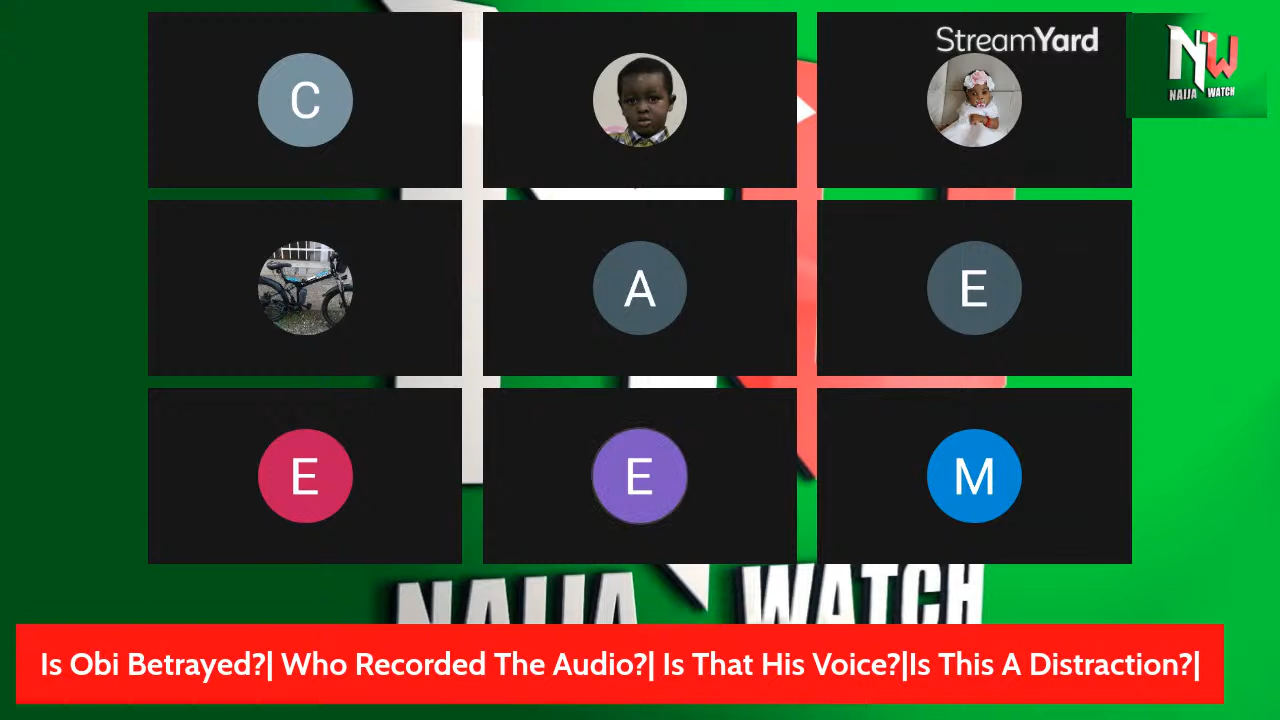 StreamYard
NW
NAIJA WATCH
C
A
E
E
E
M
NAIJA WATCH
Is Obi Betrayed?| Who Recorded The Audio?| Is That His Voice?|Is This A Distraction?|